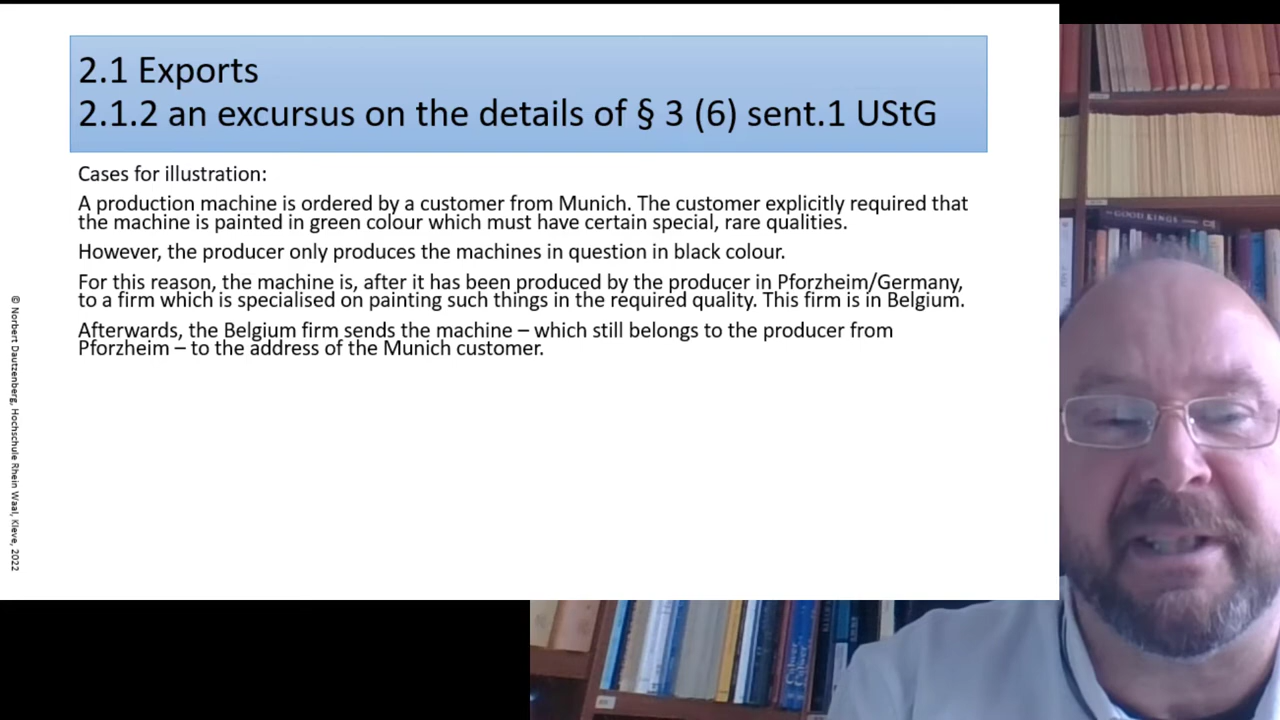 2.1 Exports
2.1.2 an excursus on the details of § 3 (6) sent.1 UStG
Cases for illustration:
A production machine is ordered by a customer from Munich. The customer explicitly required that
the machine is painted in green colour which must have certain special, rare qualities.
However, the producer only produces the machines in question in black colour.
For this reason, the machine is, after it has been produced by the producer in Pforzheim/Germany,
to a firm which is specialised on painting such things in the required quality. This firm is in Belgium.
Afterwards, the Belgium firm sends the machine – which still belongs to the producer from
Pforzheim – to the address of the Munich customer.
© Norbert Dautzenberg, Hochschule Rhein Waal, Kleve, 2022
GOOD KINGS